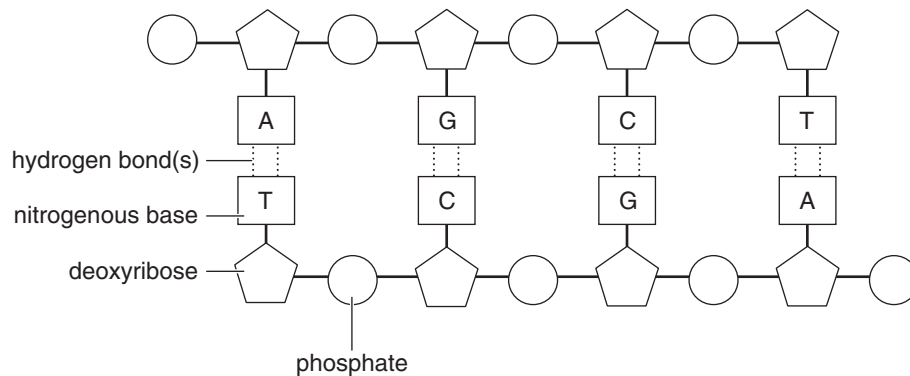 A G C T
hydrogen bond(s)
nitrogenous base T C G A
deoxyribose
phosphate